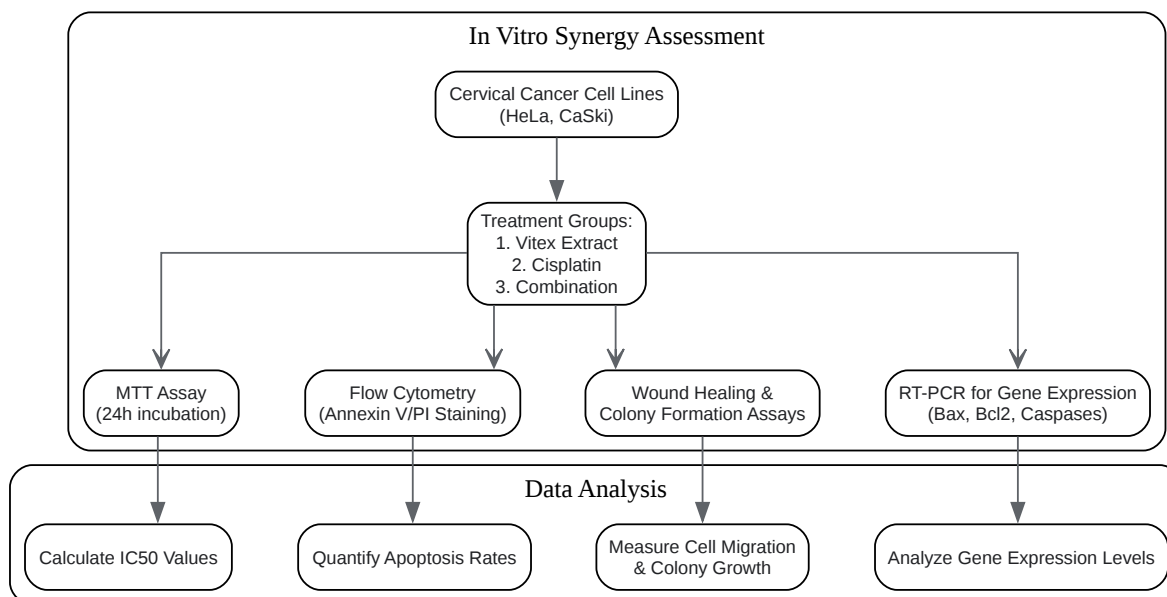 In Vitro Synergy Assessment
Cervical Cancer Cell Lines
(HeLa, CaSki)
Treatment Groups:
1. Vitex Extract
2. Cisplatin
3. Combination
MTT Assay
(24h incubation)
Flow Cytometry
(Annexin V/PI Staining)
Wound Healing &
Colony Formation Assays
RT-PCR for Gene Expression
(Bax, Bcl2, Caspases)
Data Analysis
Calculate IC50 Values
Quantify Apoptosis Rates
Measure Cell Migration
& Colony Growth
Analyze Gene Expression Levels